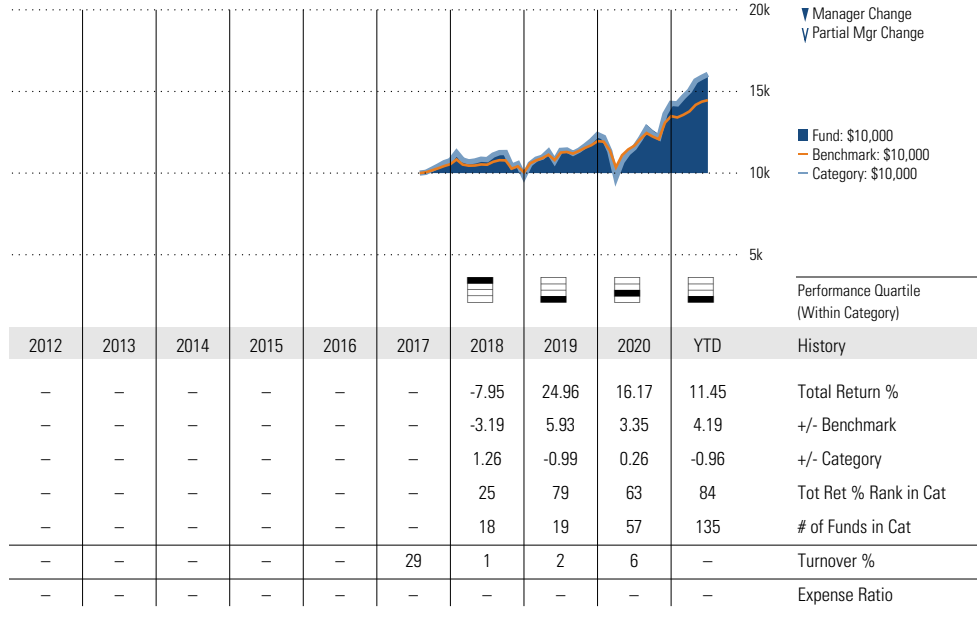 20k
15k
10k
5k
Manager Change
Partial Mgr Change
Fund: $10,000
Benchmark: $10,000
Category: $10,000
Performance Quartile
(Within Category)
2012 2013 2014 2015 2016 2017 2018 2019 2020 YTD History
– – – – – – -7.95 24.96 16.17 11.45 Total Return %
– – – – – – -3.19 5.93 3.35 4.19 +/- Benchmark
– – – – – – 1.26 -0.99 0.26 -0.96 +/- Category
– – – – – – 25 79 63 84 Tot Ret % Rank in Cat
– – – – – – 18 19 57 135 # of Funds in Cat
– – – – – 29 1 2 6 – Turnover %
– – – – – – – – – – Expense Ratio